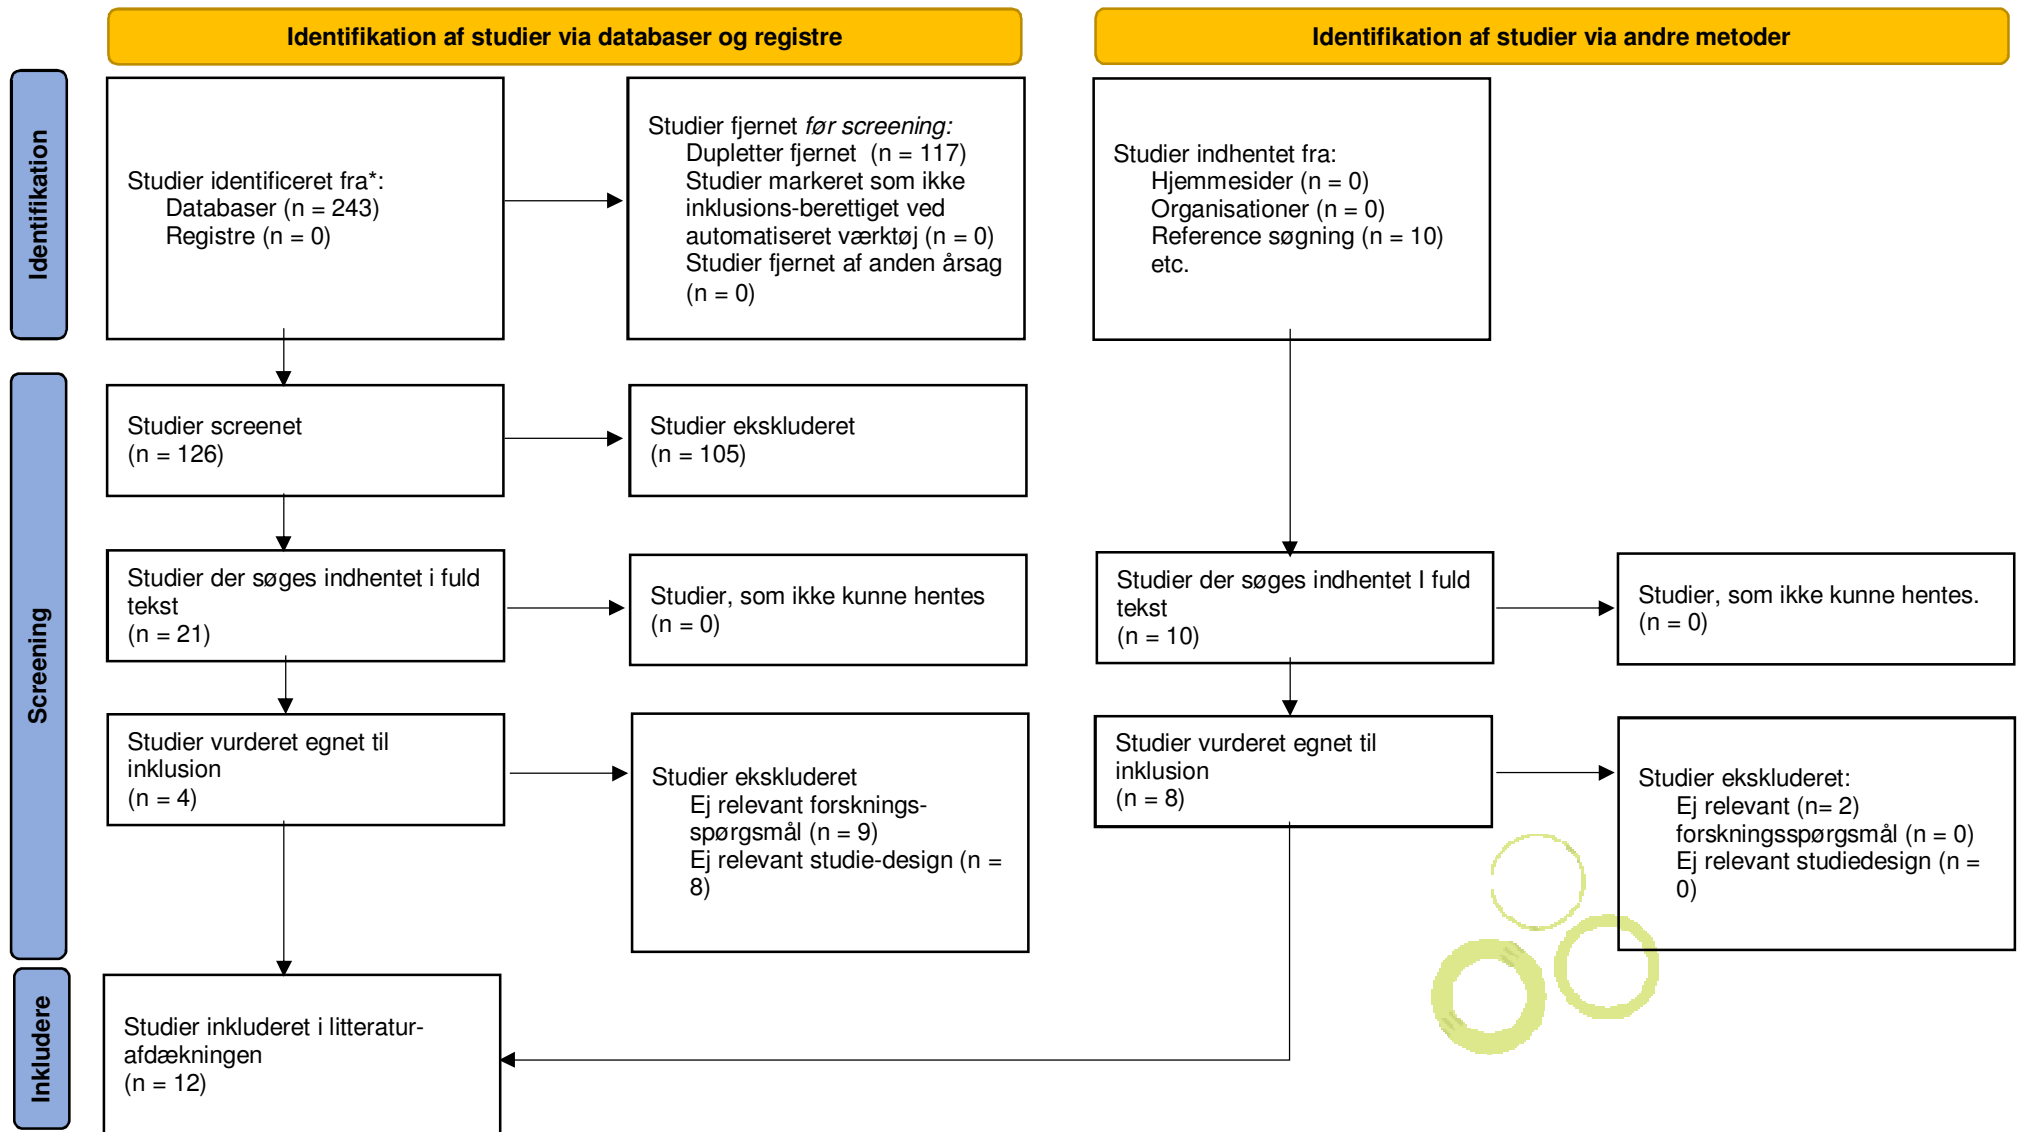 Identifikation af studier via databaser og registre
Identifikation af studier via andre metoder
Identifikation
Studier identificeret fra*:
Databaser (n = 243)
Registre (n = 0)
Studier fjernet før screening:
Dupletter fjernet  (n = 117)
Studier markeret som ikke
inklusions-berettiget ved
automatiseret værktøj (n = 0)
Studier fjernet af anden årsag
(n = 0)
Studier indhentet fra:
Hjemmesider (n = 0)
Organisationer (n = 0)
Reference søgning (n = 10)
etc.
Screening
Studier screenet
(n = 126)
Studier ekskluderet
(n = 105)
Studier der søges indhentet i fuld
tekst
(n = 21)
Studier, som ikke kunne hentes
(n = 0)
Studier der søges indhentet I fuld
tekst
(n = 10)
Studier, som ikke kunne hentes.
(n = 0)
Studier vurderet egnet til
inklusion
(n = 4)
Studier ekskluderet
Ej relevant forsknings-
spørgsmål (n = 9)
Ej relevant studie-design (n =
8)
Studier vurderet egnet til
inklusion
(n = 8)
Studier ekskluderet:
Ej relevant (n= 2)
forskningsspørgsmål (n = 0)
Ej relevant studiedesign (n =
0)
Inkludere
Studier inkluderet i litteratur-
afdækningen
(n = 12)